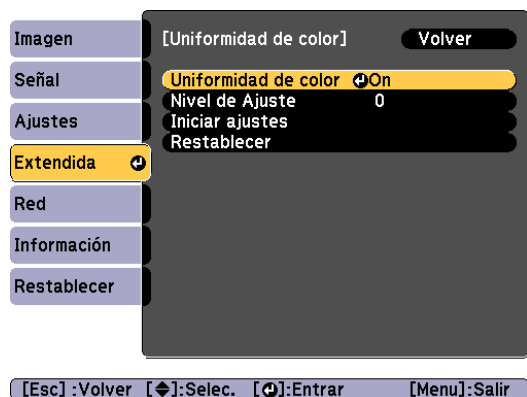 Imagen
Señal
Ajustes
Extendida
Red
Información
Restablecer
[Uniformidad de color] Volver
Uniformidad de color On
Nivel de Ajuste 0
Iniciar ajustes
Restablecer
[Esc] :Volver [◆]:Selec. [↵]:Entrar [Menu]:Salir